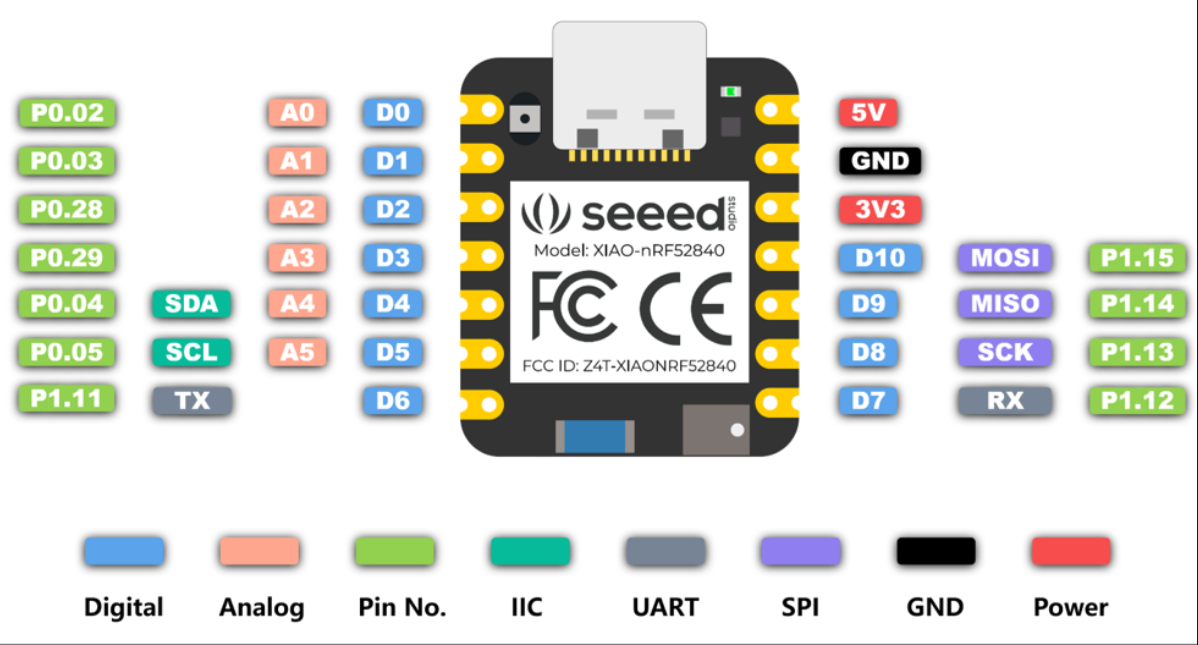 P0.02 A0 D0 5V
P0.03 A1 D1 GND
P0.28 A2 D2 3V3
P0.29 A3 D3 D10 MOSI P1.15
P0.04 SDA A4 D4 D9 MISO P1.14
P0.05 SCL A5 D5 D8 SCK P1.13
P1.11 TX D6 D7 RX P1.12
seeed studio
Model: XIAO-nRF52840
FC CE
FCC ID: Z4T-XIAONRF52840
Digital Analog Pin No. IIC UART SPI GND Power